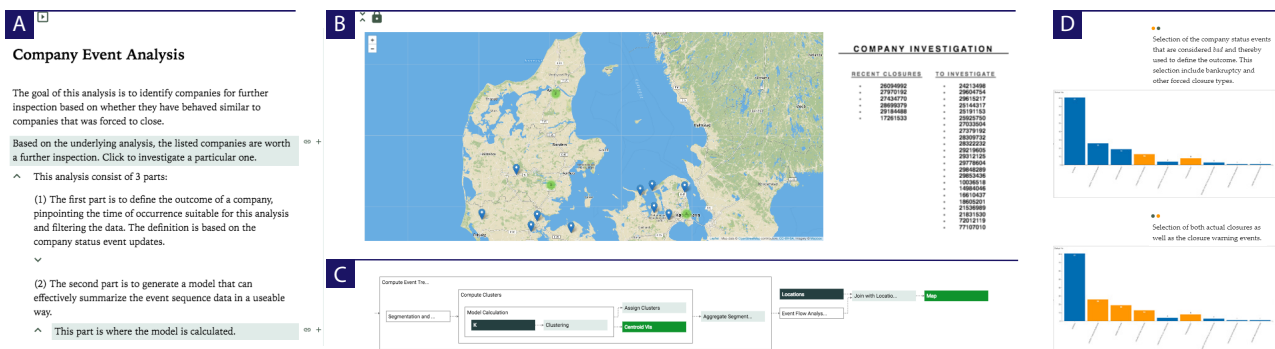 A
Company Event Analysis
The goal of this analysis is to identify companies for further
inspection based on whether they have behaved similar to
companies that was forced to close.
Based on the underlying analysis, the listed companies are worth
a further inspection. Click to investigate a particular one.
This analysis consist of 3 parts:
(1) The first part is to define the outcome of a company,
pinpointing the time of occurrence suitable for this analysis
and filtering the data. The definition is based on the
company status event updates.
(2) The second part is to generate a model that can
effectively summarize the event sequence data in a useable
way.
This part is where the model is calculated.
B
COMPANY INVESTIGATION
RECENT CLOSURES
26094992
27970192
27434770
28699379
29184488
17261533
TO INVESTIGATE
24213498
29604754
29615217
25144317
25191153
25925750
27033504
27379192
28309732
28322232
29219605
29312125
29778604
29848289
29853436
10036518
14984046
16610437
18605201
21536989
21831530
72012119
77107010
C
Compute Event Tre...
Segmentation and ...
Compute Clusters
Model Calculation
K
Clustering
Assign Clusters
Centroid Vis
Aggregate Segment...
Locations
Event Flow Analys...
Join with Locatio...
Map
D
Selection of the company status events
that are considered bad and thereby
used to define the outcome. This
selection include bankruptcy and
other forced closure types.
Selection of both actual closures as
well as the closure warning events.